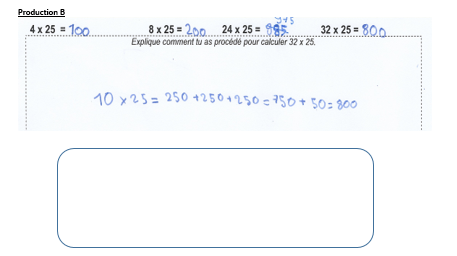 Production B
4 x 25 = 100 8 x 25 = 200 24 x 25 = 32 x 25 = 800
Explique comment tu as procédé pour calculer 32 x 25.
10 x 25 = 250 +250 +250 = 750 + 50 = 800